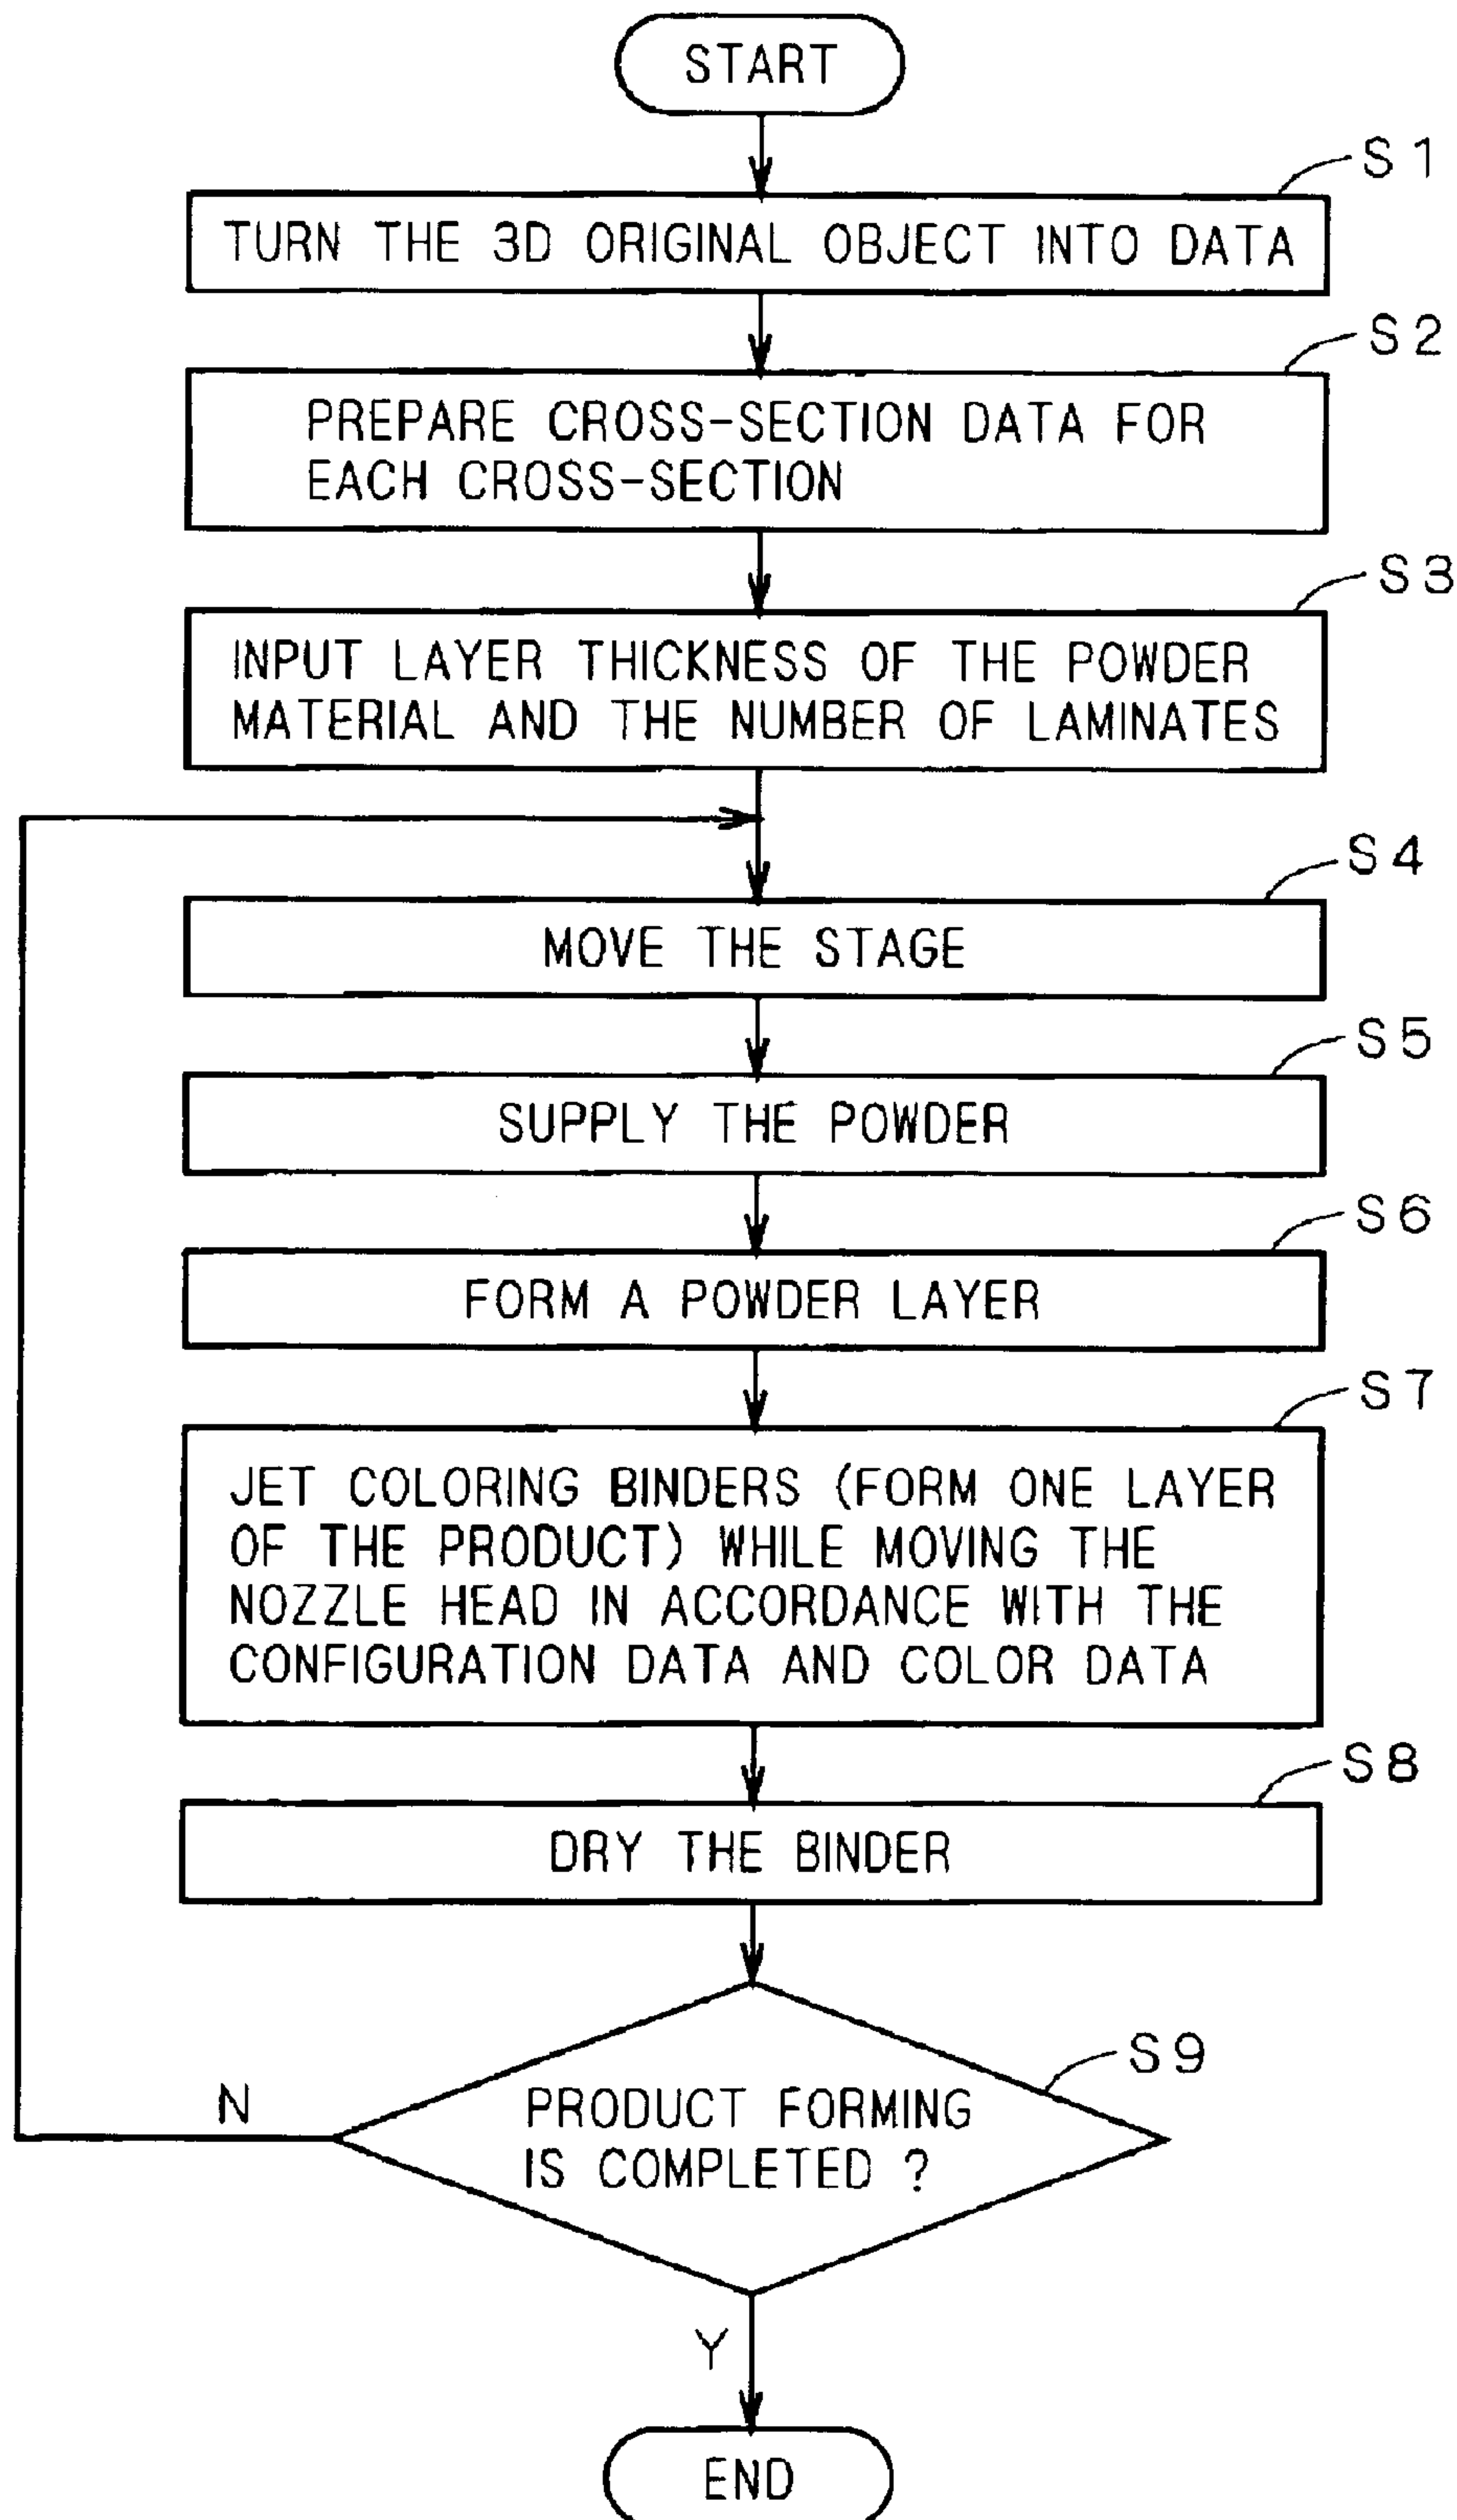 START
S1
TURN THE 3D ORIGINAL OBJECT INTO DATA
S2
PREPARE CROSS-SECTION DATA FOR
EACH CROSS-SECTION
S3
INPUT LAYER THICKNESS OF THE POWDER
MATERIAL AND THE NUMBER OF LAMINATES
S4
MOVE THE STAGE
S5
SUPPLY THE POWDER
S6
FORM A POWDER LAYER
S7
JET COLORING BINDERS (FORM ONE LAYER
OF THE PRODUCT) WHILE MOVING THE
NOZZLE HEAD IN ACCORDANCE WITH THE
CONFIGURATION DATA AND COLOR DATA
S8
DRY THE BINDER
S9
N
PRODUCT FORMING
IS COMPLETED ?
Y
END